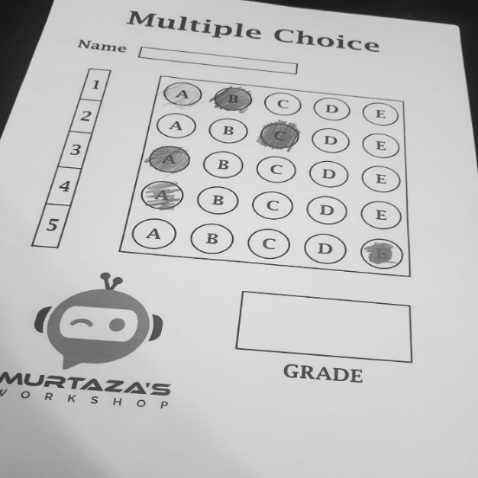 Multiple Choice
Name
1 A B C D E
2 A B C D E
3 A B C D E
4 A B C D E
5 A B C D E
GRADE
MURTAZA'S
WORKSHOP